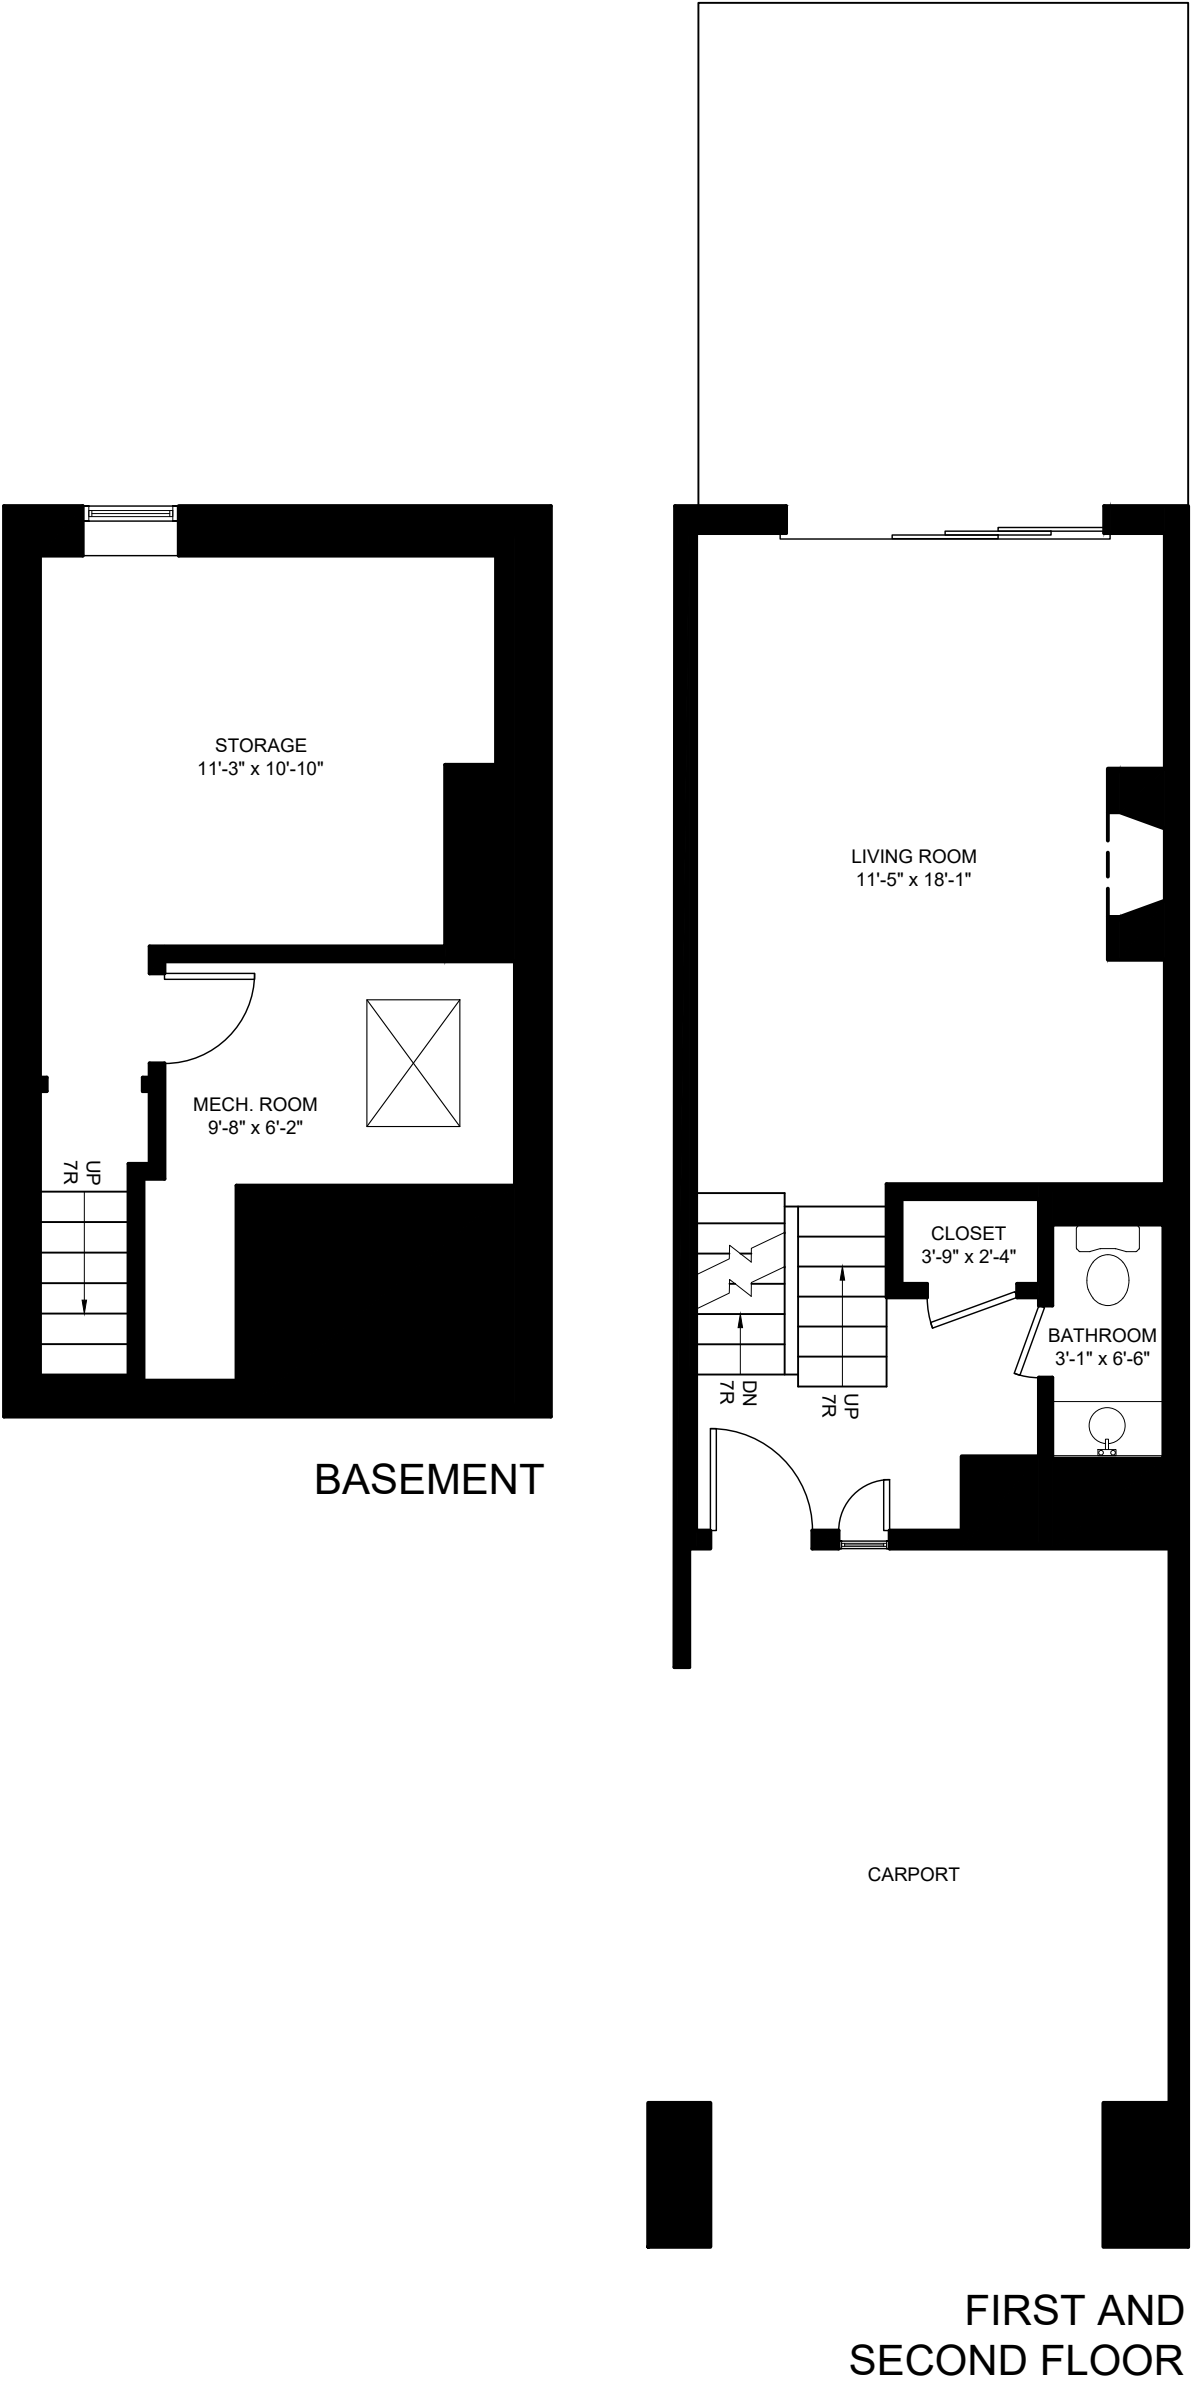 STORAGE
11'-3" x 10'-10"
MECH. ROOM
9'-8" x 6'-2"
UP
7R
BASEMENT
LIVING ROOM
11'-5" x 18'-1"
CLOSET
3'-9" x 2'-4"
BATHROOM
3'-1" x 6'-6"
DN
7R
UP
7R
CARPORT
FIRST AND
SECOND FLOOR